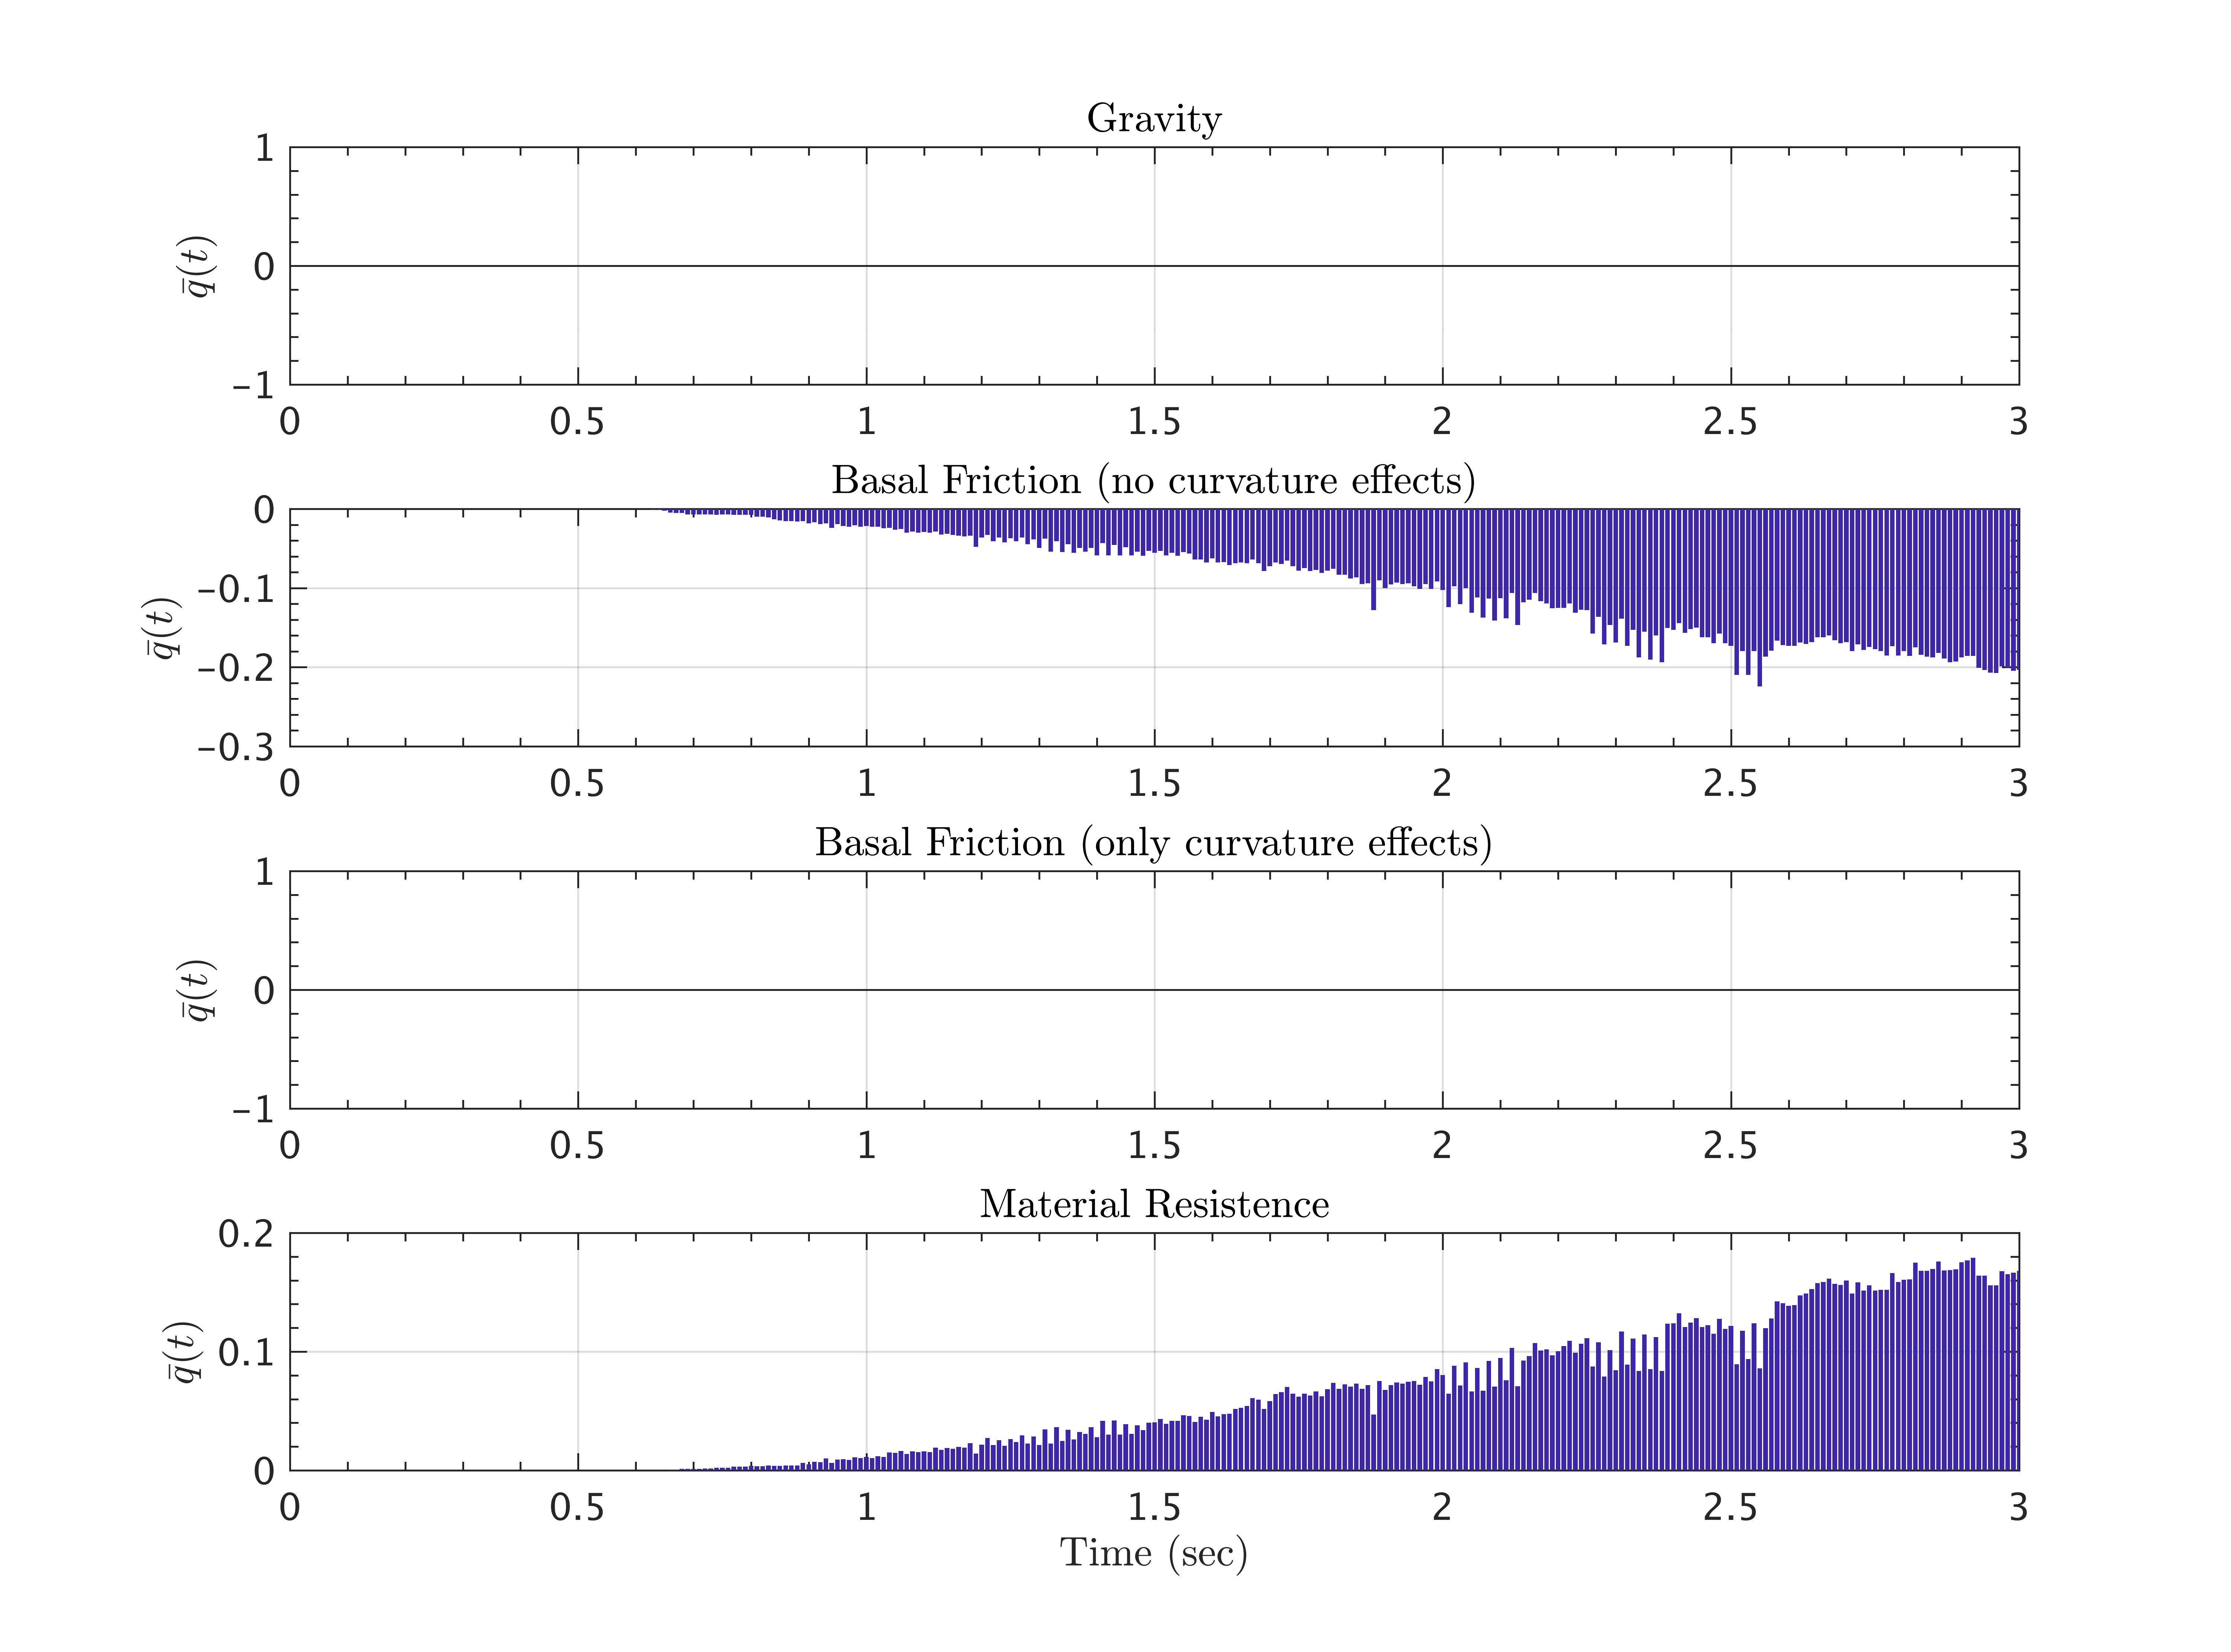 Gravity
1
0
−1
q̄(t)
0 0.5 1 1.5 2 2.5 3
Basal Friction (no curvature effects)
0
−0.1
−0.2
−0.3
q̄(t)
0 0.5 1 1.5 2 2.5 3
Basal Friction (only curvature effects)
1
0
−1
q̄(t)
0 0.5 1 1.5 2 2.5 3
Material Resistence
0.2
0.1
0
q̄(t)
0 0.5 1 1.5 2 2.5 3
Time (sec)